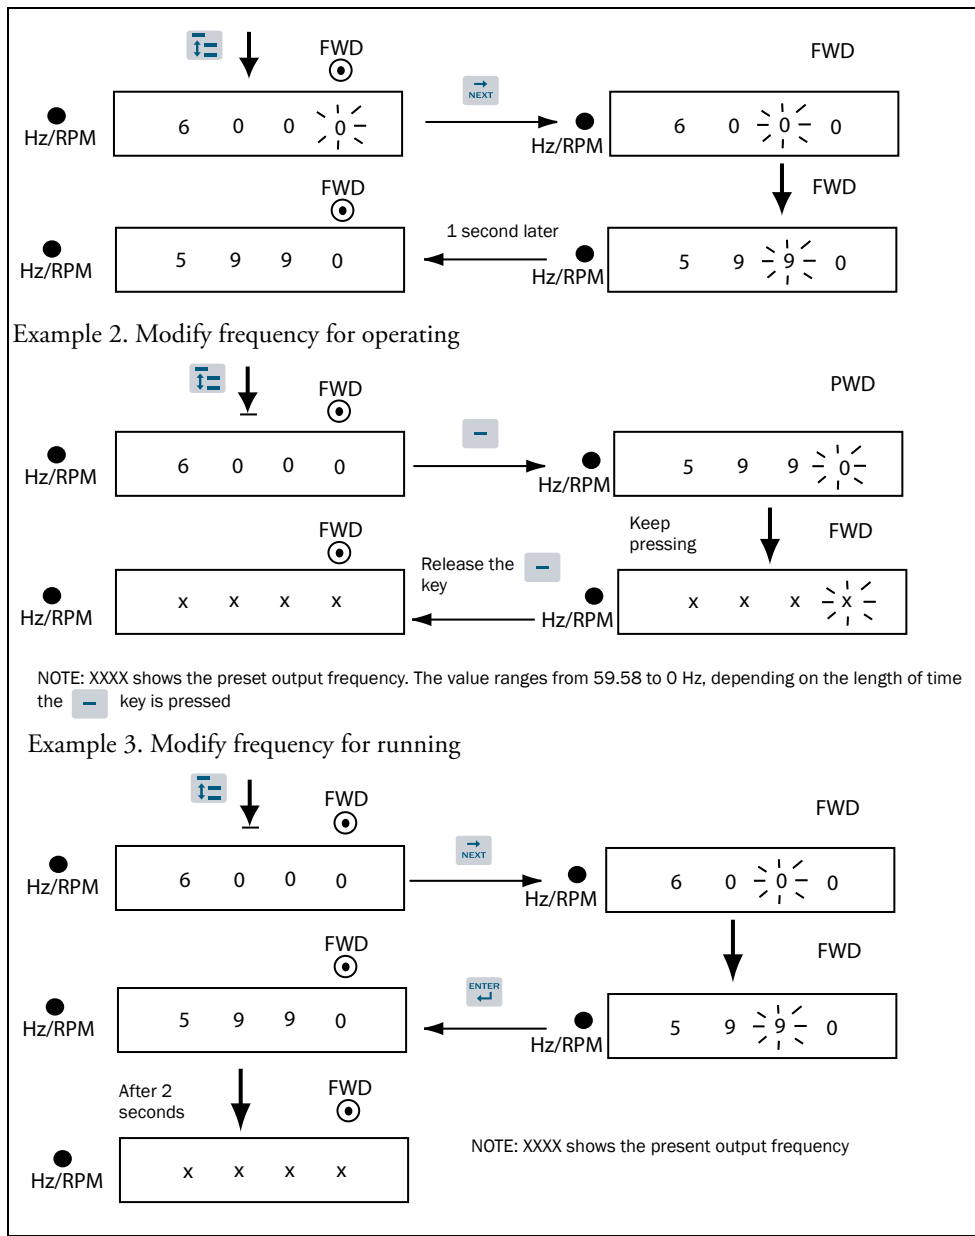 FWD
FWD
NEXT
6 0 0 0
Hz/RPM
6 0 0 0
Hz/RPM
FWD
FWD
1 second later
5 9 9 0
Hz/RPM
5 9 9 0
Hz/RPM
Example 2. Modify frequency for operating
FWD
PWD
6 0 0 0
Hz/RPM
5 9 9 0
Hz/RPM
FWD
Keep
pressing
FWD
Release the
key
x x x x
Hz/RPM
x x x x
Hz/RPM
NOTE: XXXX shows the preset output frequency. The value ranges from 59.58 to 0 Hz, depending on the length of time
the key is pressed
Example 3. Modify frequency for running
FWD
FWD
NEXT
6 0 0 0
Hz/RPM
6 0 0 0
Hz/RPM
FWD
FWD
ENTER
5 9 9 0
Hz/RPM
5 9 9 0
Hz/RPM
After 2
seconds
FWD
NOTE: XXXX shows the present output frequency
x x x x
Hz/RPM